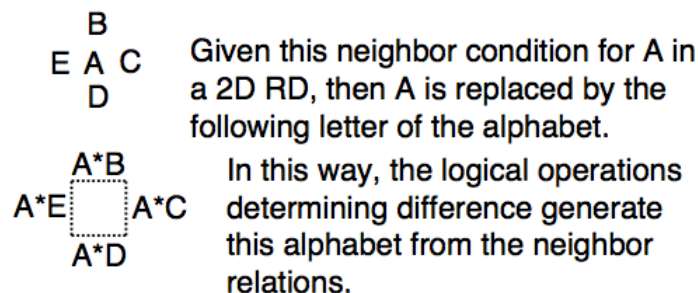 B
E A C
D
Given this neighbor condition for A in
a 2D RD, then A is replaced by the
following letter of the alphabet.
A*B
A*E A*C
A*D
In this way, the logical operations
determining difference generate
this alphabet from the neighbor
relations.